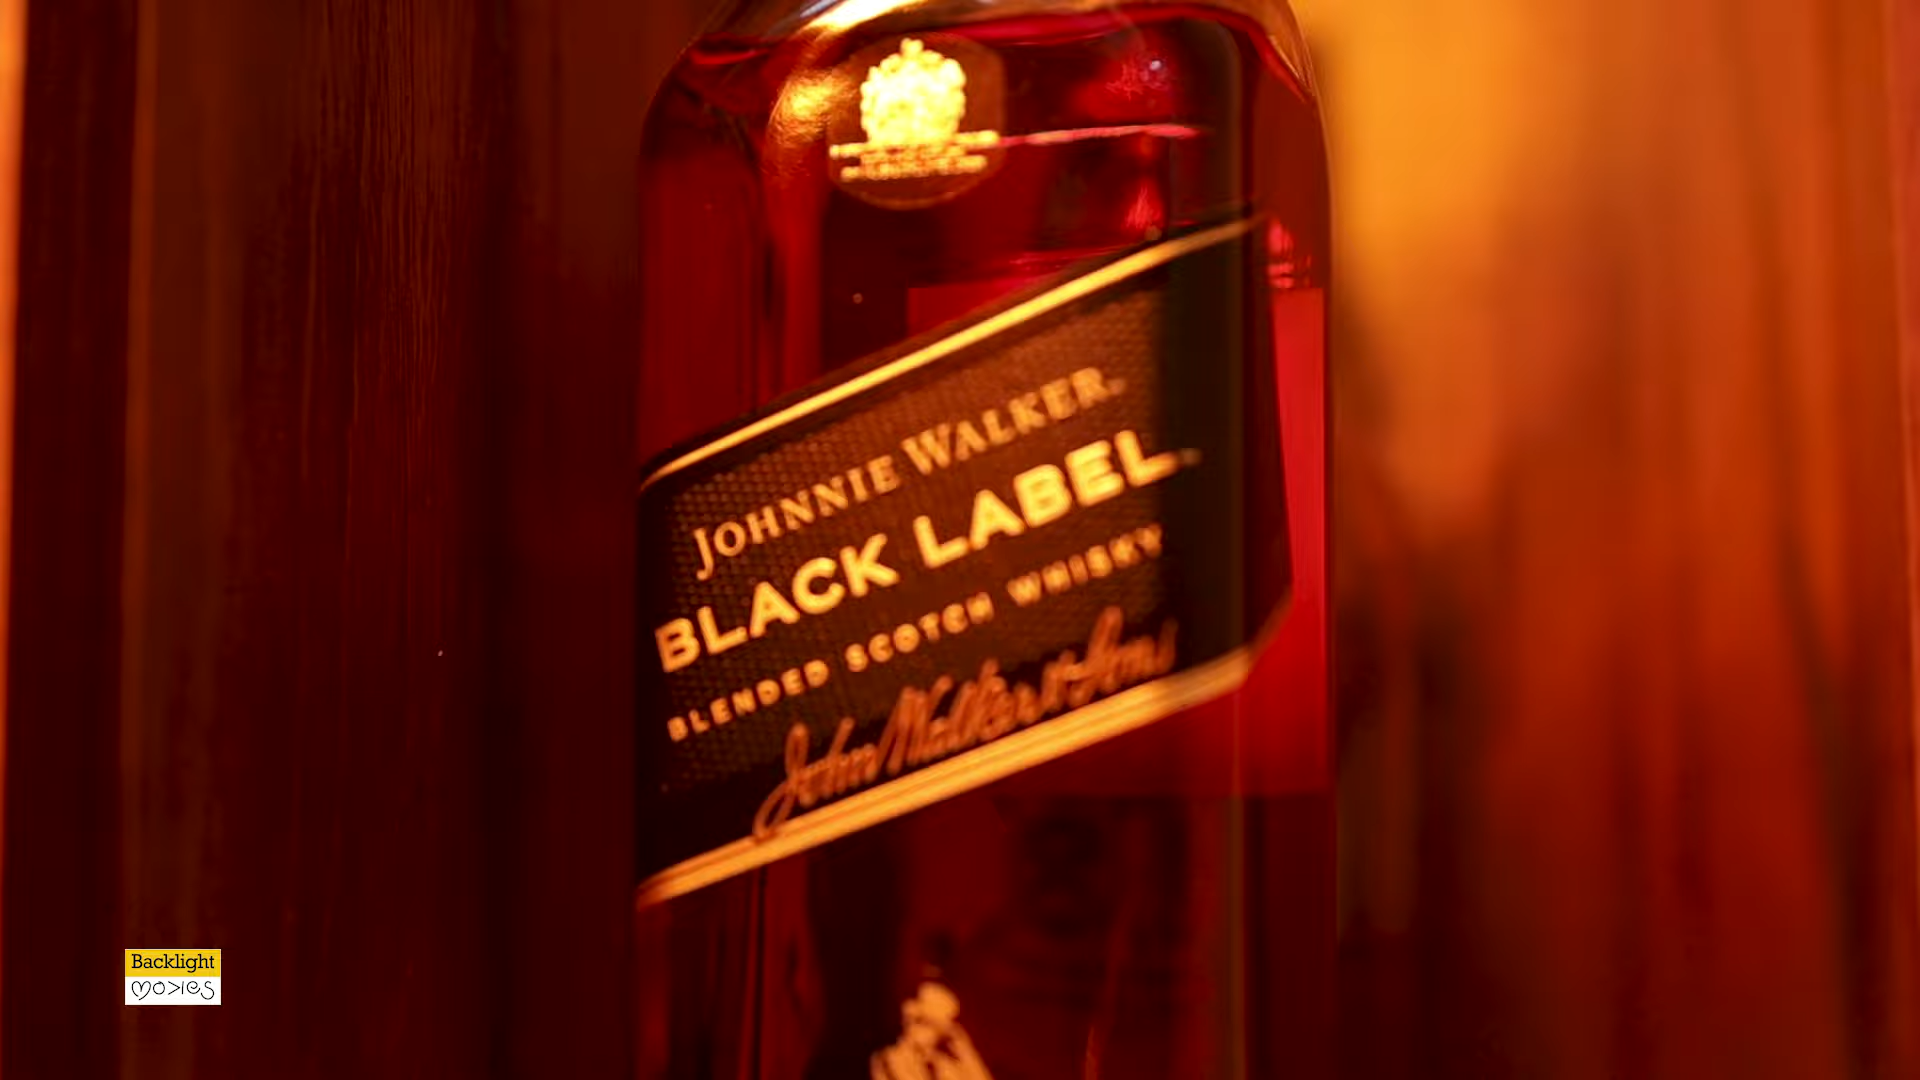 JOHNNIE WALKER.
BLACK LABEL
BLENDED SCOTCH WHISKY
John Walker & Sons
Backlight
movies